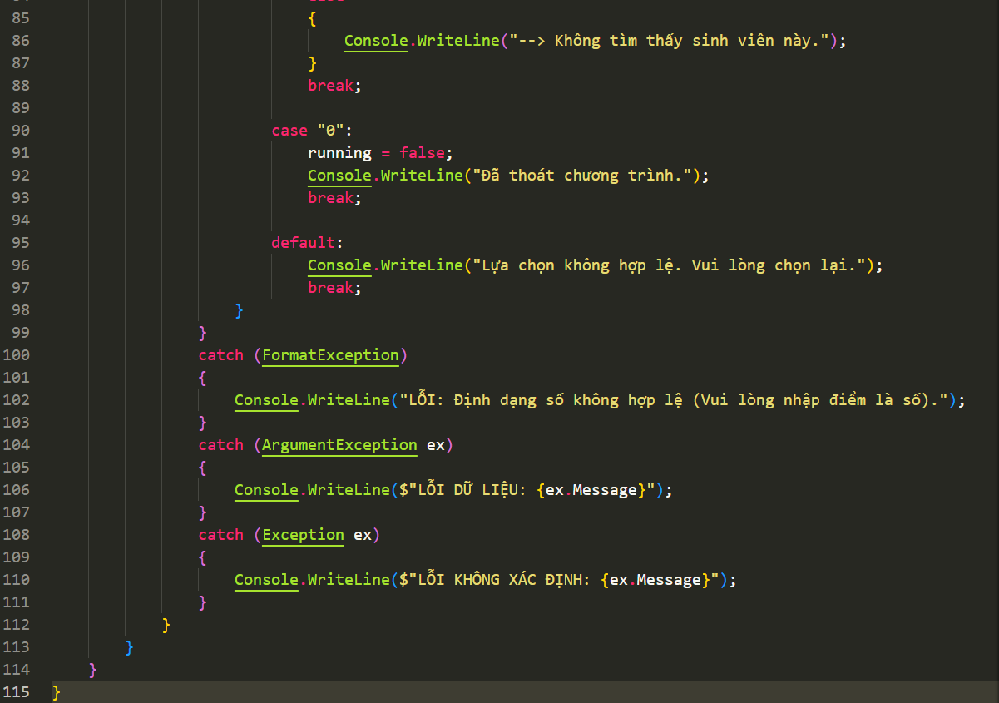 85 {
86 Console.WriteLine("--> Không tìm thấy sinh viên này.");
87 }
88 break;
89
90 case "0":
91 running = false;
92 Console.WriteLine("Đã thoát chương trình.");
93 break;
94
95 default:
96 Console.WriteLine("Lựa chọn không hợp lệ. Vui lòng chọn lại.");
97 break;
98 }
99 }
100 catch (FormatException)
101 {
102 Console.WriteLine("LỖI: Định dạng số không hợp lệ (Vui lòng nhập điểm là số).");
103 }
104 catch (ArgumentException ex)
105 {
106 Console.WriteLine($"LỖI DỮ LIỆU: {ex.Message}");
107 }
108 catch (Exception ex)
109 {
110 Console.WriteLine($"LỖI KHÔNG XÁC ĐỊNH: {ex.Message}");
111 }
112 }
113 }
114 }
115 }